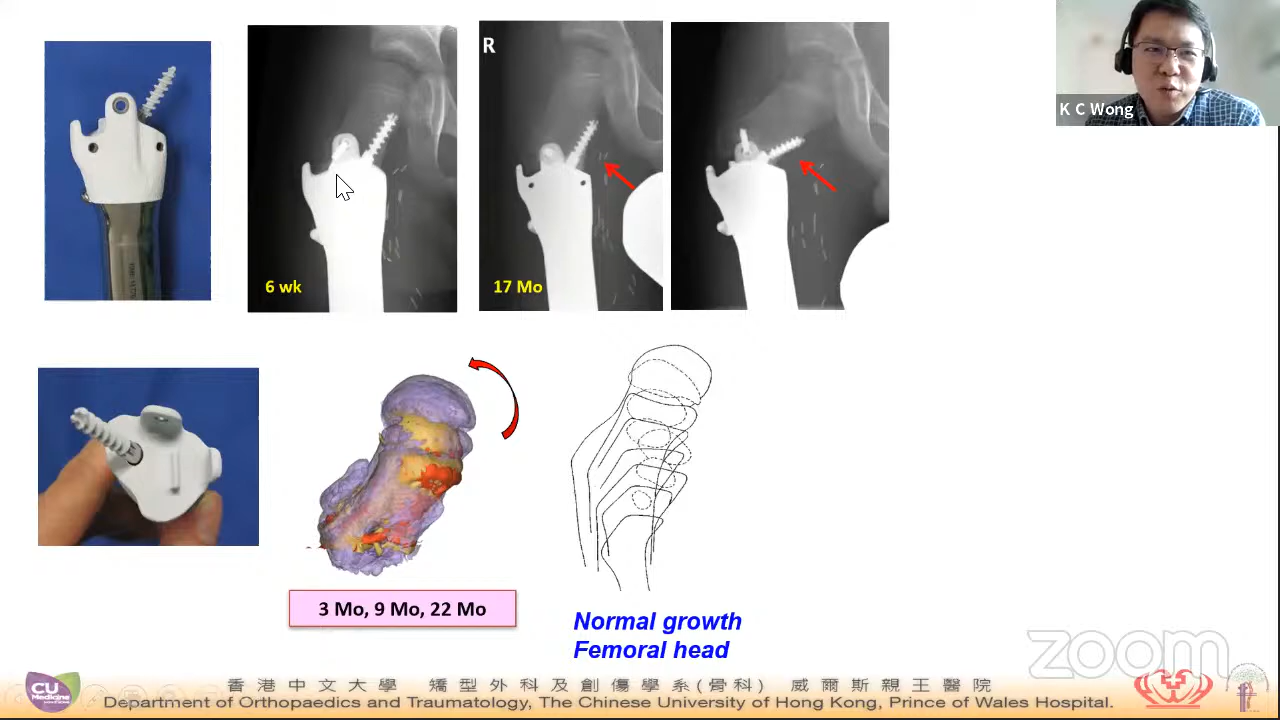 K C Wong
R
6 wk
17 Mo
3 Mo, 9 Mo, 22 Mo
Normal growth
Femoral head
zoom
CU
Medicine
香港中文大學 矯型外科及創傷學系(骨科) 威爾斯親王醫院
Department of Orthopaedics and Traumatology, The Chinese University of Hong Kong, Prince of Wales Hospital.